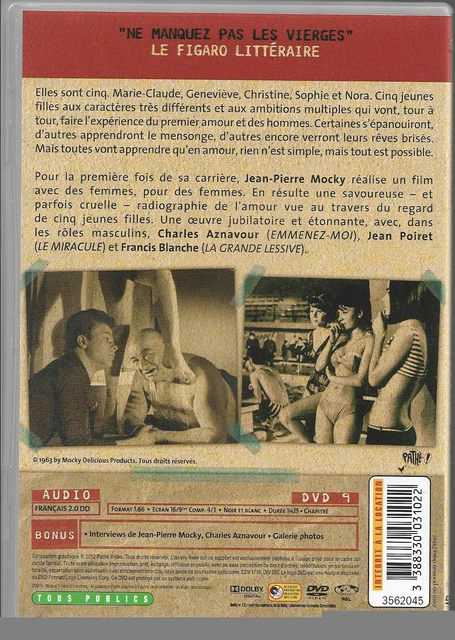 "NE MANQUEZ PAS LES VIERGES"
LE FIGARO LITTÉRAIRE
Elles sont cinq. Marie-Claude, Geneviève, Christine, Sophie et Nora. Cinq jeunes
filles aux caractères très différents et aux ambitions multiples qui vont, tour à
tour, faire l'expérience du premier amour et des hommes. Certaines s'épanouiront,
d'autres apprendront le mensonge, d'autres encore verront leurs rêves brisés.
Mais toutes vont apprendre qu'en amour, rien n'est simple, mais tout est possible.
Pour la première fois de sa carrière, Jean-Pierre Mocky réalise un film
avec des femmes, pour des femmes. En résulte une savoureuse – et
parfois cruelle – radiographie de l'amour vue au travers du regard
de cinq jeunes filles. Une œuvre jubilatoire et étonnante, avec, dans
les rôles masculins, Charles Aznavour (EMMENEZ-MOI), Jean Poiret
(LE MIRACULE) et Francis Blanche (LA GRANDE LESSIVE)..
© 1963 by Mocky Delicious Products. Tous droits réservés.
PATHÉ !
AUDIO
FRANÇAIS 2.0 DD
DVD 9
FORMAT 1.66 • ECRAN 16/9ème COMP. 4/3 • NOIR ET BLANC • DURÉE 1H25 • CHAPITRE
BONUS
• Interviews de Jean-Pierre Mocky, Charles Aznavour • Galerie photos
TOUS PUBLICS
DOLBY
DIGITAL
DVD
VIDEO
PAL
INTERDIT A LA LOCATION
3 388330 031022
3562045